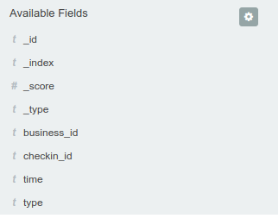 Available Fields
t _id
t _index
# _score
t _type
t business_id
t checkin_id
t time
t type